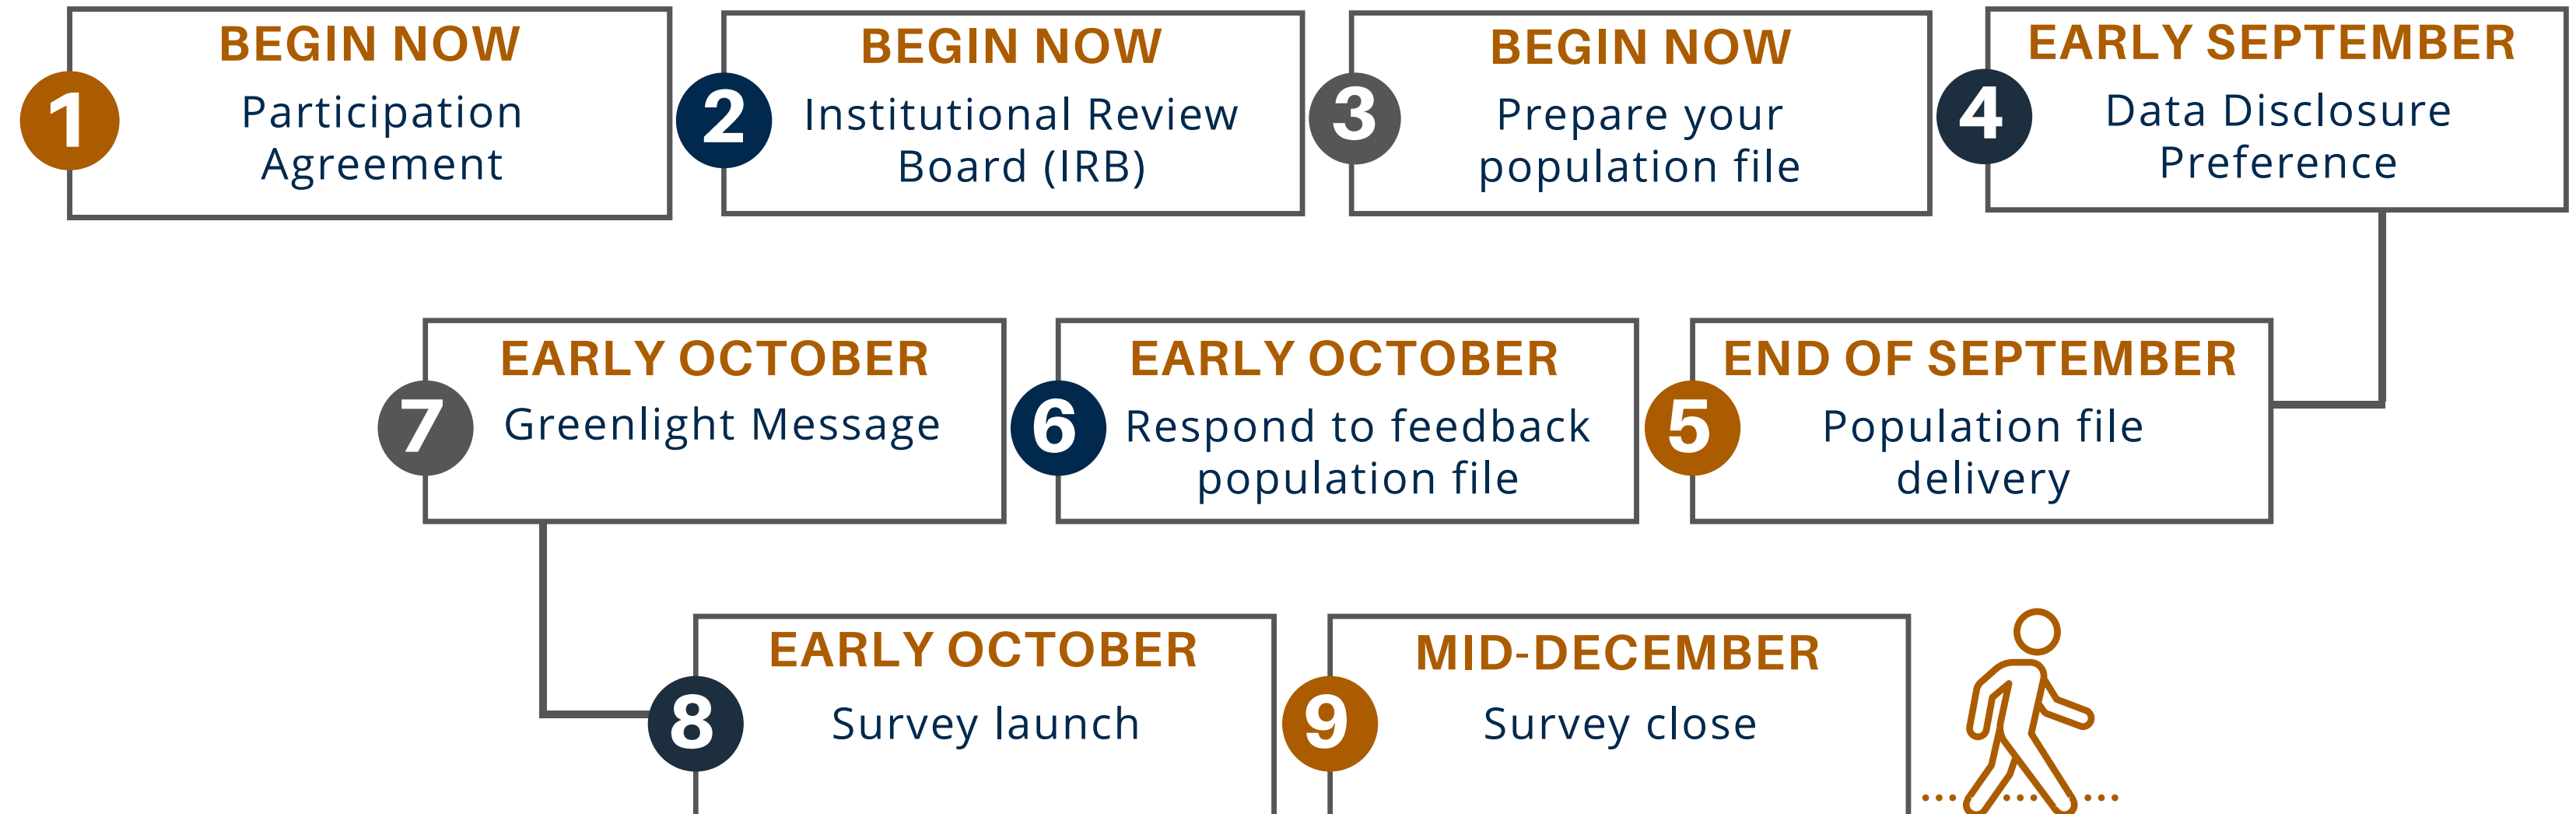 1
BEGIN NOW
Participation
Agreement
2
BEGIN NOW
Institutional Review
Board (IRB)
3
BEGIN NOW
Prepare your
population file
4
EARLY SEPTEMBER
Data Disclosure
Preference
5
END OF SEPTEMBER
Population file
delivery
6
EARLY OCTOBER
Respond to feedback
population file
7
EARLY OCTOBER
Greenlight Message
8
EARLY OCTOBER
Survey launch
9
MID-DECEMBER
Survey close